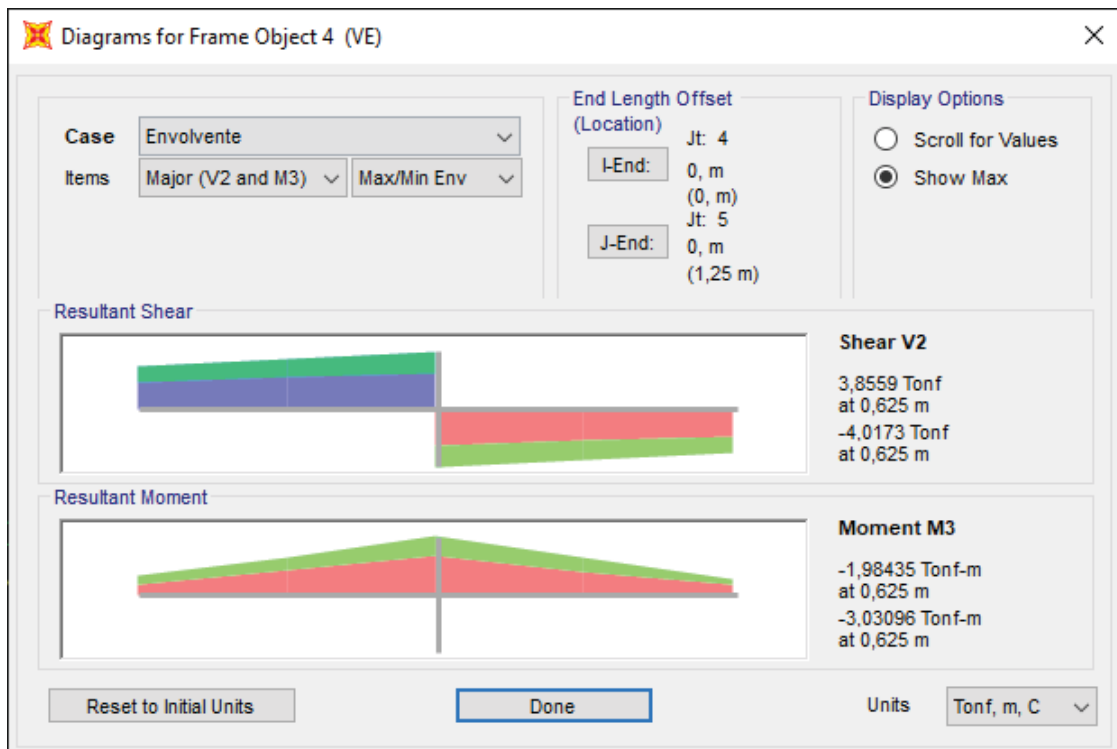 Diagrams for Frame Object 4 (VE)
Case Envolvente
Items Major (V2 and M3) Max/Min Env
End Length Offset
(Location)
I-End:
Jt: 4
0, m
(0, m)
J-End:
Jt: 5
0, m
(1,25 m)
Display Options
Scroll for Values
Show Max
Resultant Shear
Shear V2
3,8559 Tonf
at 0,625 m
-4,0173 Tonf
at 0,625 m
Resultant Moment
Moment M3
-1,98435 Tonf-m
at 0,625 m
-3,03096 Tonf-m
at 0,625 m
Reset to Initial Units
Done
Units Tonf, m, C